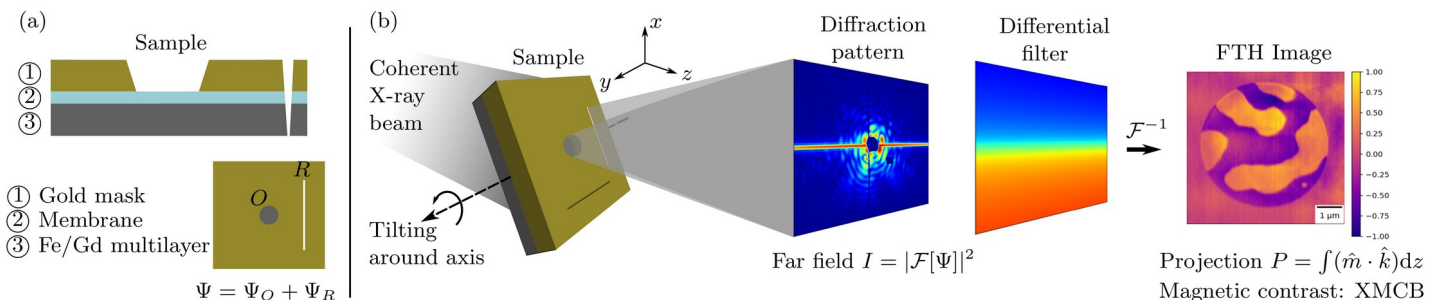 (a)
Sample
①
②
③
① Gold mask
② Membrane
③ Fe/Gd multilayer
O
R
Ψ = Ψ_O + Ψ_R
(b)
Coherent
X-ray
beam
Sample
x
y
z
Tilting
around axis
Diffraction
pattern
Far field I = |𝓕[Ψ]|²
Differential
filter
𝓕⁻¹
FTH Image
1.00
0.75
0.50
0.25
0.00
−0.25
−0.50
−0.75
−1.00
1 μm
Projection P = ∫(m̂ · k̂)dz
Magnetic contrast: XMCB